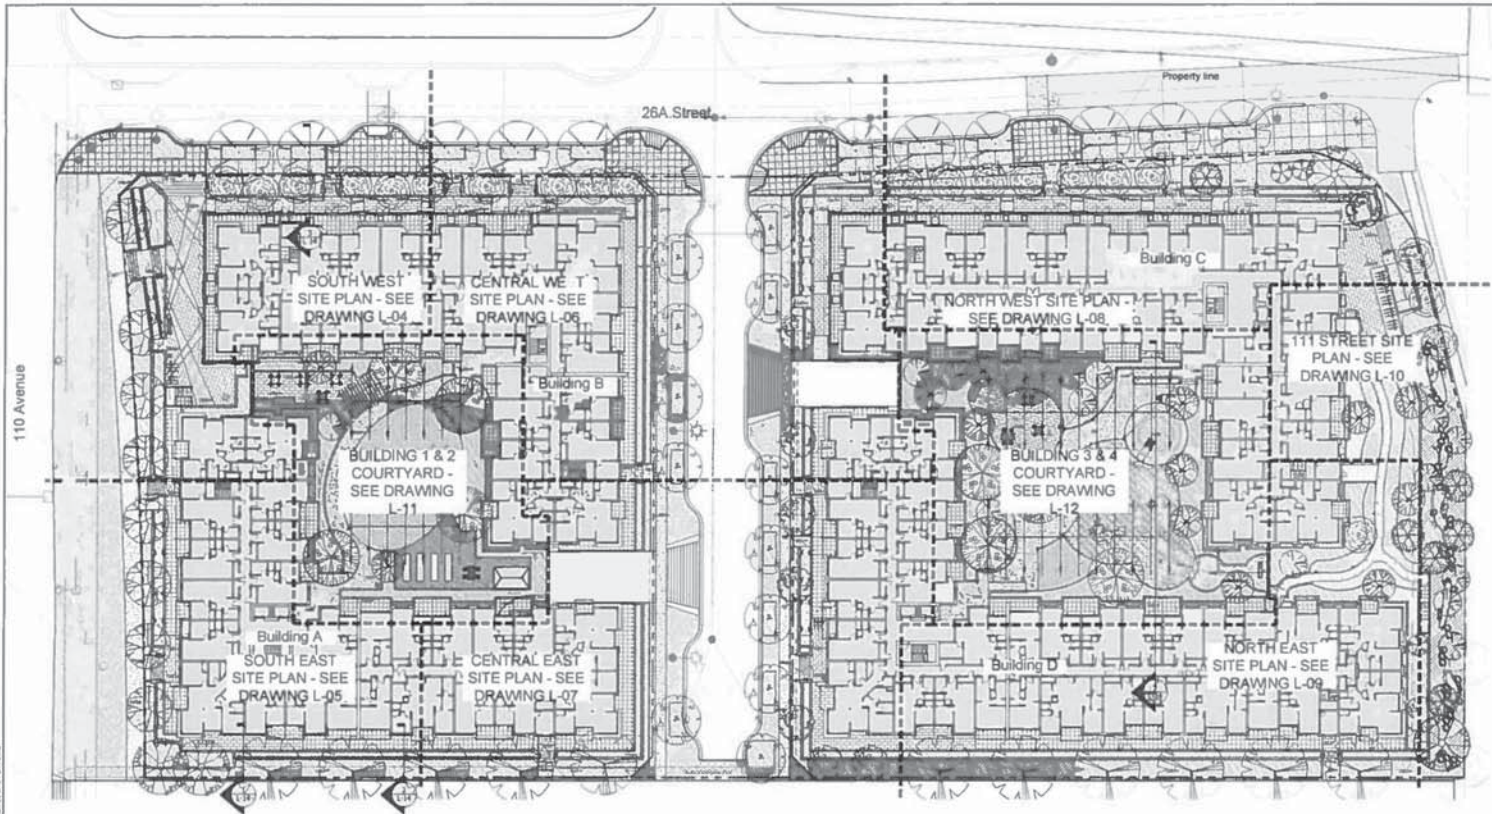 Property line
26A Street
SOUTH WEST
SITE PLAN - SEE
DRAWING L-04
SITE PLAN - SEE
DRAWING L-06
Building C
NORTH WEST SITE PLAN -
SEE DRAWING L-08
111 STREET SITE
PLAN - SEE
DRAWING L-10
110 Avenue
Building B
BUILDING 1 & 2
COURTYARD -
SEE DRAWING
L-11
BUILDING 3 & 4
COURTYARD -
SEE DRAWING
L-12
Building A
SOUTH EAST
SITE PLAN - SEE
DRAWING L-05
CENTRAL EAST
SITE PLAN - SEE
DRAWING L-07
Building D
NORTH EAST
SITE PLAN - SEE
DRAWING L-09